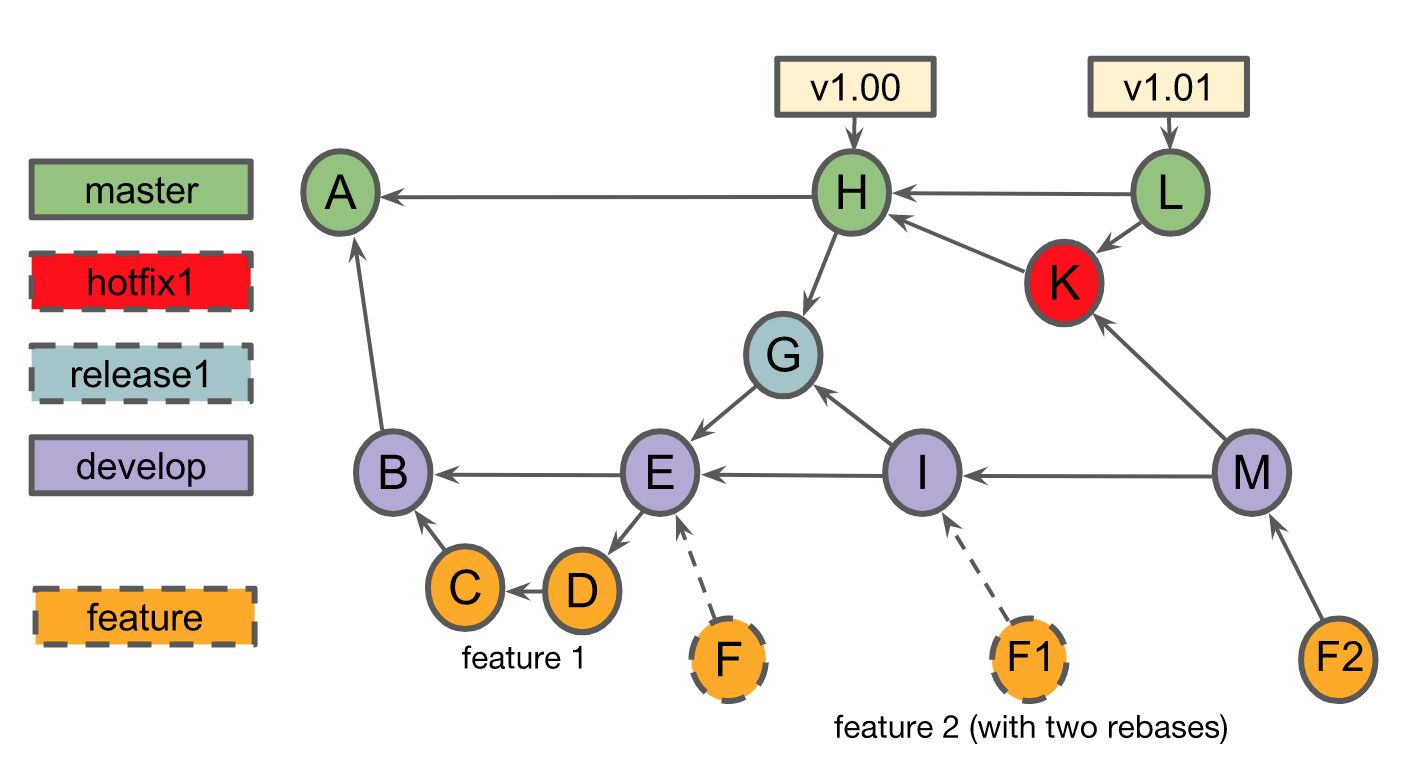 v1.00
v1.01
master
A
H
L
hotfix1
K
release1
G
develop
B
E
I
M
feature
C
D
feature 1
F
F1
F2
feature 2 (with two rebases)